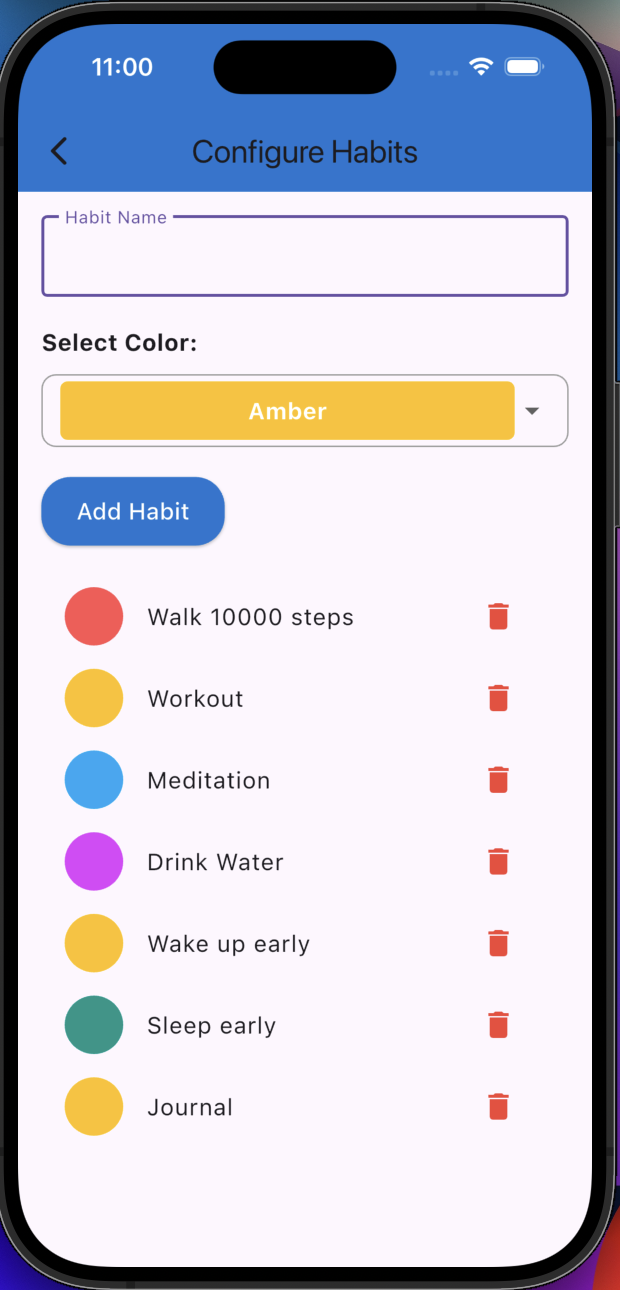 11:00
Configure Habits
Habit Name
Select Color:
Amber
Add Habit
Walk 10000 steps
Workout
Meditation
Drink Water
Wake up early
Sleep early
Journal